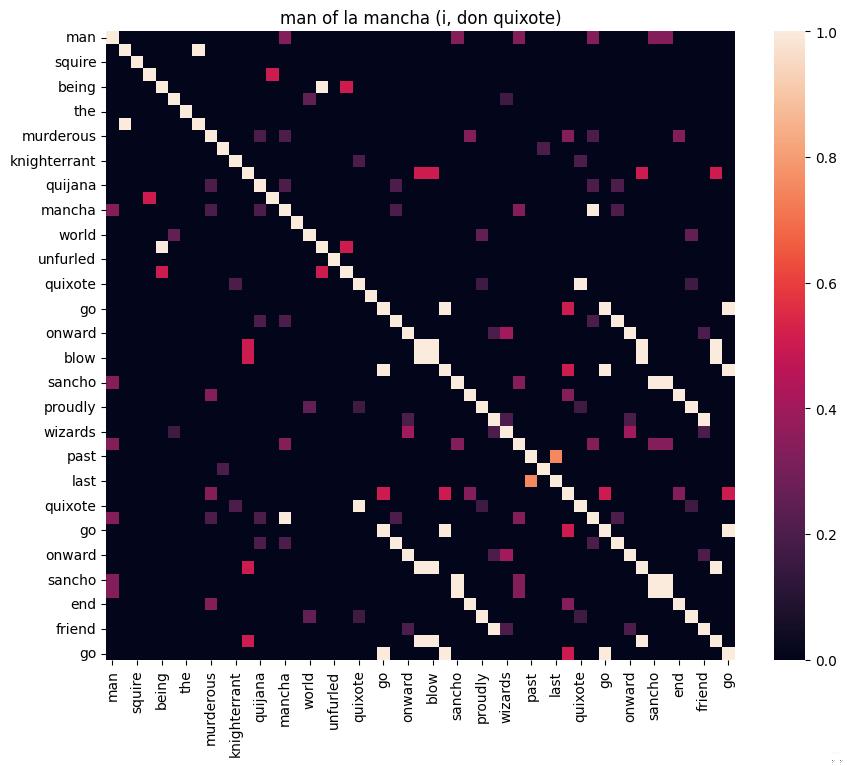 man of la mancha (i, don quixote)
man
squire
being
the
murderous
knighterrant
quijana
mancha
world
unfurled
quixote
go
onward
blow
sancho
proudly
wizards
past
last
quixote
go
onward
sancho
end
friend
go
1.0
0.8
0.6
0.4
0.2
0.0
man
squire
being
the
murderous
knighterrant
quijana
mancha
world
unfurled
quixote
go
onward
blow
sancho
proudly
wizards
past
last
quixote
go
onward
sancho
end
friend
go